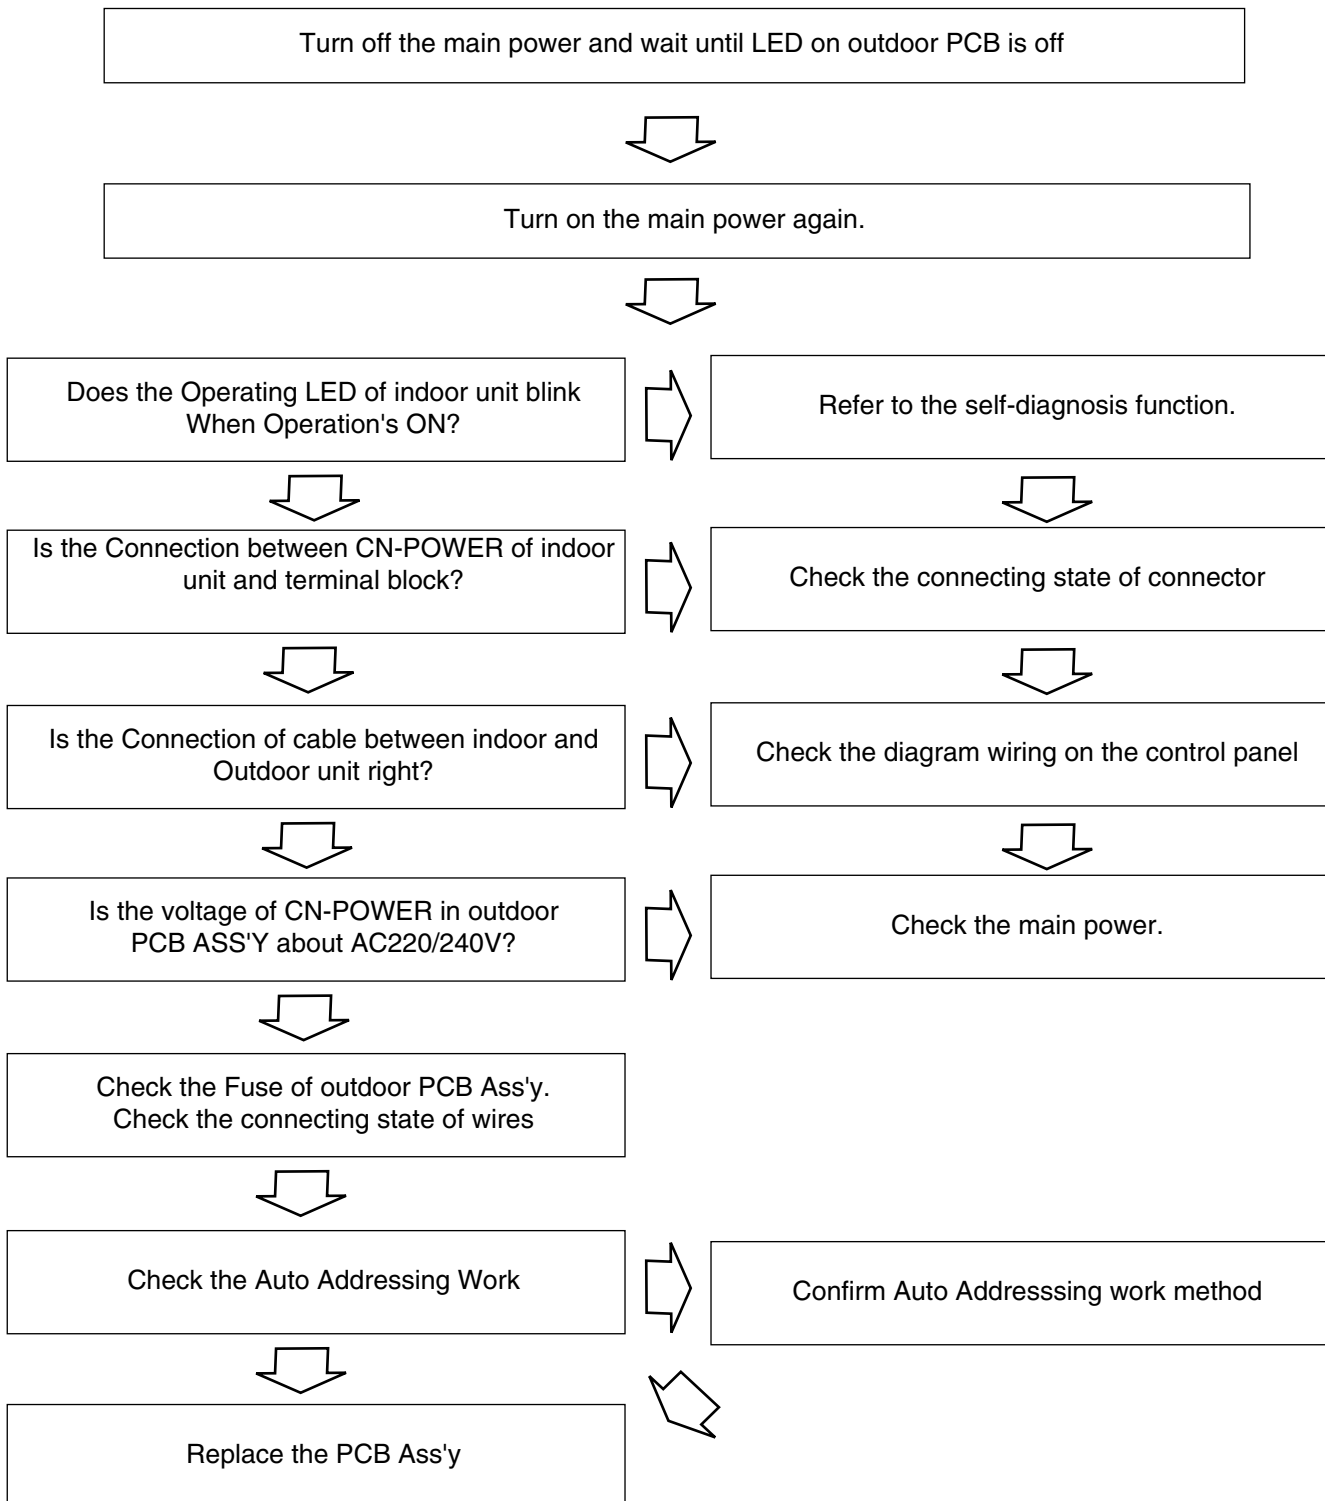 Turn off the main power and wait until LED on outdoor PCB is off
Turn on the main power again.
Does the Operating LED of indoor unit blink
When Operation's ON?
Refer to the self-diagnosis function.
Is the Connection between CN-POWER of indoor
unit and terminal block?
Check the connecting state of connector
Is the Connection of cable between indoor and
Outdoor unit right?
Check the diagram wiring on the control panel
Is the voltage of CN-POWER in outdoor
PCB ASS'Y about AC220/240V?
Check the main power.
Check the Fuse of outdoor PCB Ass'y.
Check the connecting state of wires
Check the Auto Addressing Work
Confirm Auto Addresssing work method
Replace the PCB Ass'y